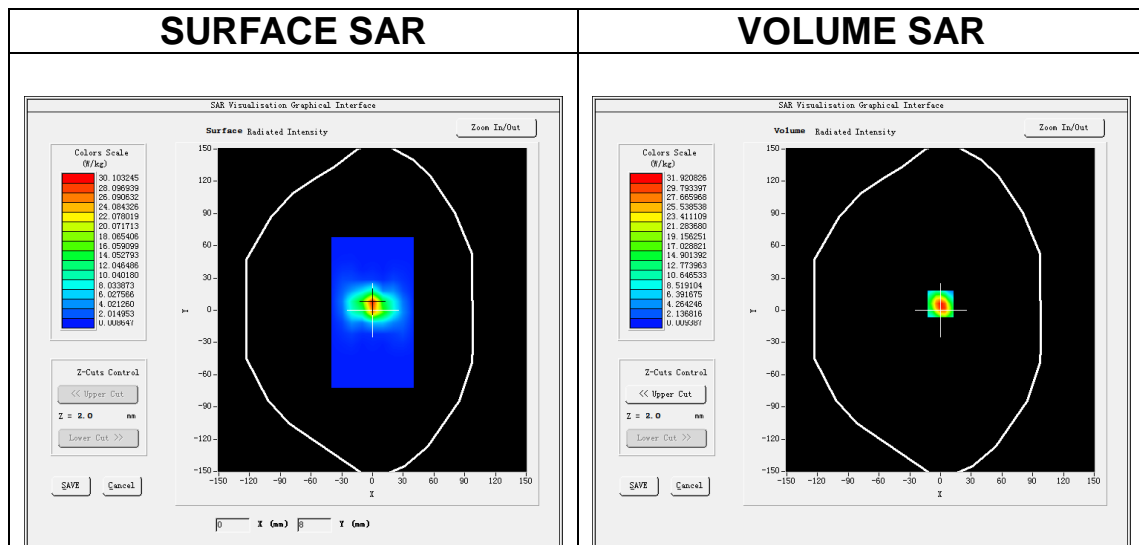 SURFACE SAR
VOLUME SAR
SAR Visualisation Graphical Interface
Surface Radiated Intensity
Zoom In/Out
Colors Scale
(W/kg)
30.103245
28.096939
26.090632
24.084326
22.078019
20.071713
18.065406
16.059099
14.052793
12.046486
10.040180
8.033873
6.027566
4.021260
2.014953
0.008647
150
120
90
60
30
0
-30
-60
-90
-120
-150
Y
-150 -120 -90 -60 -30 0 30 60 90 120 150
X
Z-Cuts Control
<< Upper Cut
Z = 2.0 mm
Lower Cut >>
SAVE Cancel
0 X (mm) 8 Y (mm)
SAR Visualisation Graphical Interface
Volume Radiated Intensity
Zoom In/Out
Colors Scale
(W/kg)
31.920826
29.793397
27.665968
25.538538
23.411109
21.283680
19.156251
17.028821
14.901392
12.773963
10.646533
8.519104
6.391675
4.264246
2.136816
0.009387
150
120
90
60
30
0
-30
-60
-90
-120
-150
Y
-150 -120 -90 -60 -30 0 30 60 90 120 150
X
Z-Cuts Control
<< Upper Cut
Z = 2.0 mm
Lower Cut >>
SAVE Cancel